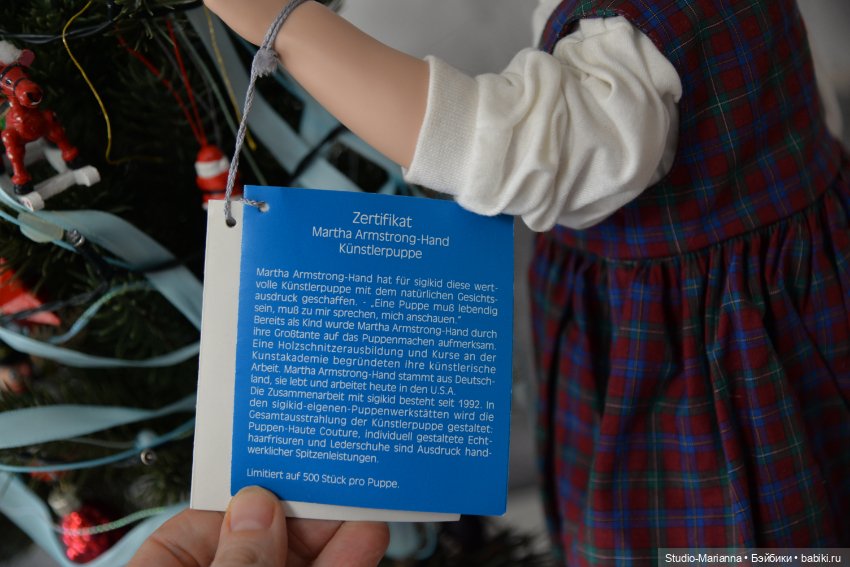 Zertifikat
Martha Armstrong-Hand
Künstlerpuppe
Martha Armstrong-Hand hat für sigikid diese wert-
volle Künstlerpuppe mit dem natürlichen Gesichts-
ausdruck geschaffen. - „Eine Puppe muß lebendig
sein, muß zu mir sprechen, mich anschauen."
Bereits als Kind wurde Martha Armstrong-Hand durch
ihre Großtante auf das Puppenmachen aufmerksam.
Eine Holzschnitzerausbildung und Kurse an der
Kunstakademie begründeten ihre künstlerische
Arbeit. Martha Armstrong-Hand stammt aus Deutsch-
land, sie lebt und arbeitet heute in den U.S.A.
Die Zusammenarbeit mit sigikid besteht seit 1992. In
den sigikid-eigenen-Puppenwerkstätten wird die
Gesamtausstrahlung der Künstlerpuppe gestaltet:
Puppen-Haute Couture, individuell gestaltete Echt-
haarfrisuren und Lederschuhe sind Ausdruck hand-
werklicher Spitzenleistungen.
Limitiert auf 500 Stück pro Puppe.
Studio-Marianna • Бэйбики • babiki.ru